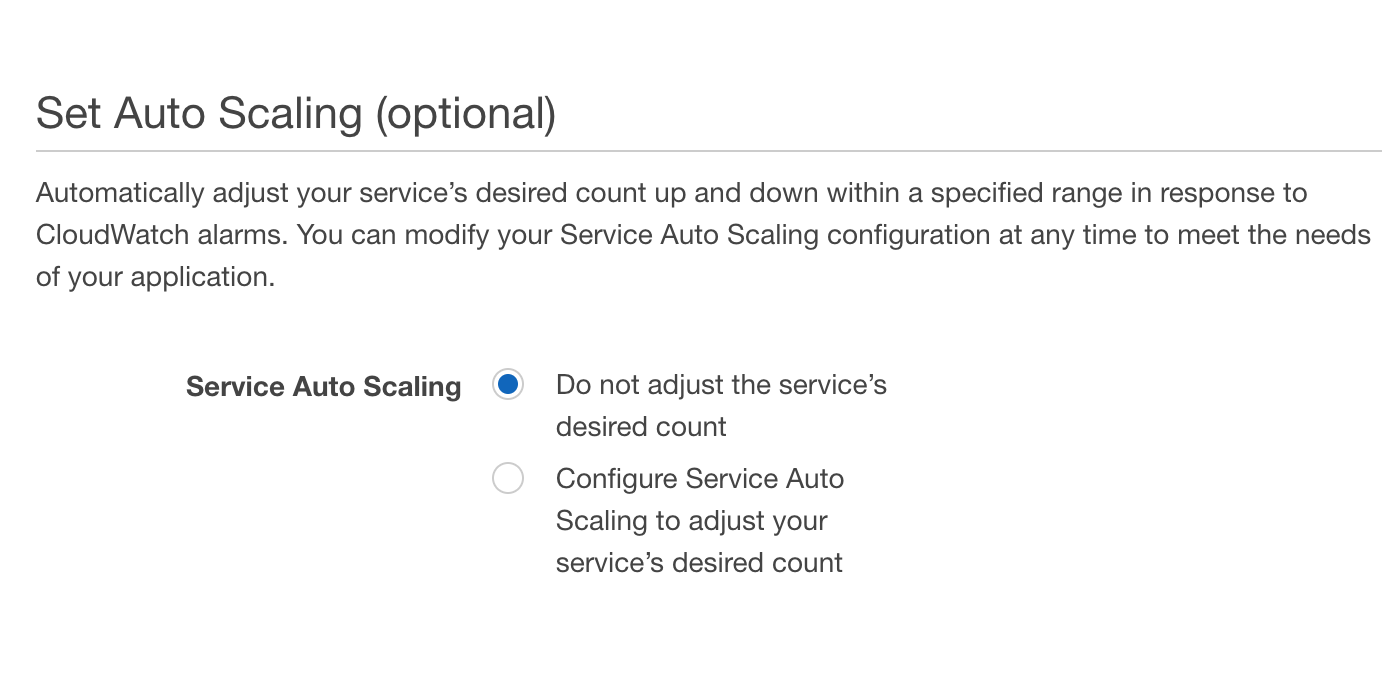 Set Auto Scaling (optional)
Automatically adjust your service’s desired count up and down within a specified range in response to
CloudWatch alarms. You can modify your Service Auto Scaling configuration at any time to meet the needs
of your application.
Service Auto Scaling
Do not adjust the service’s
desired count
Configure Service Auto
Scaling to adjust your
service’s desired count